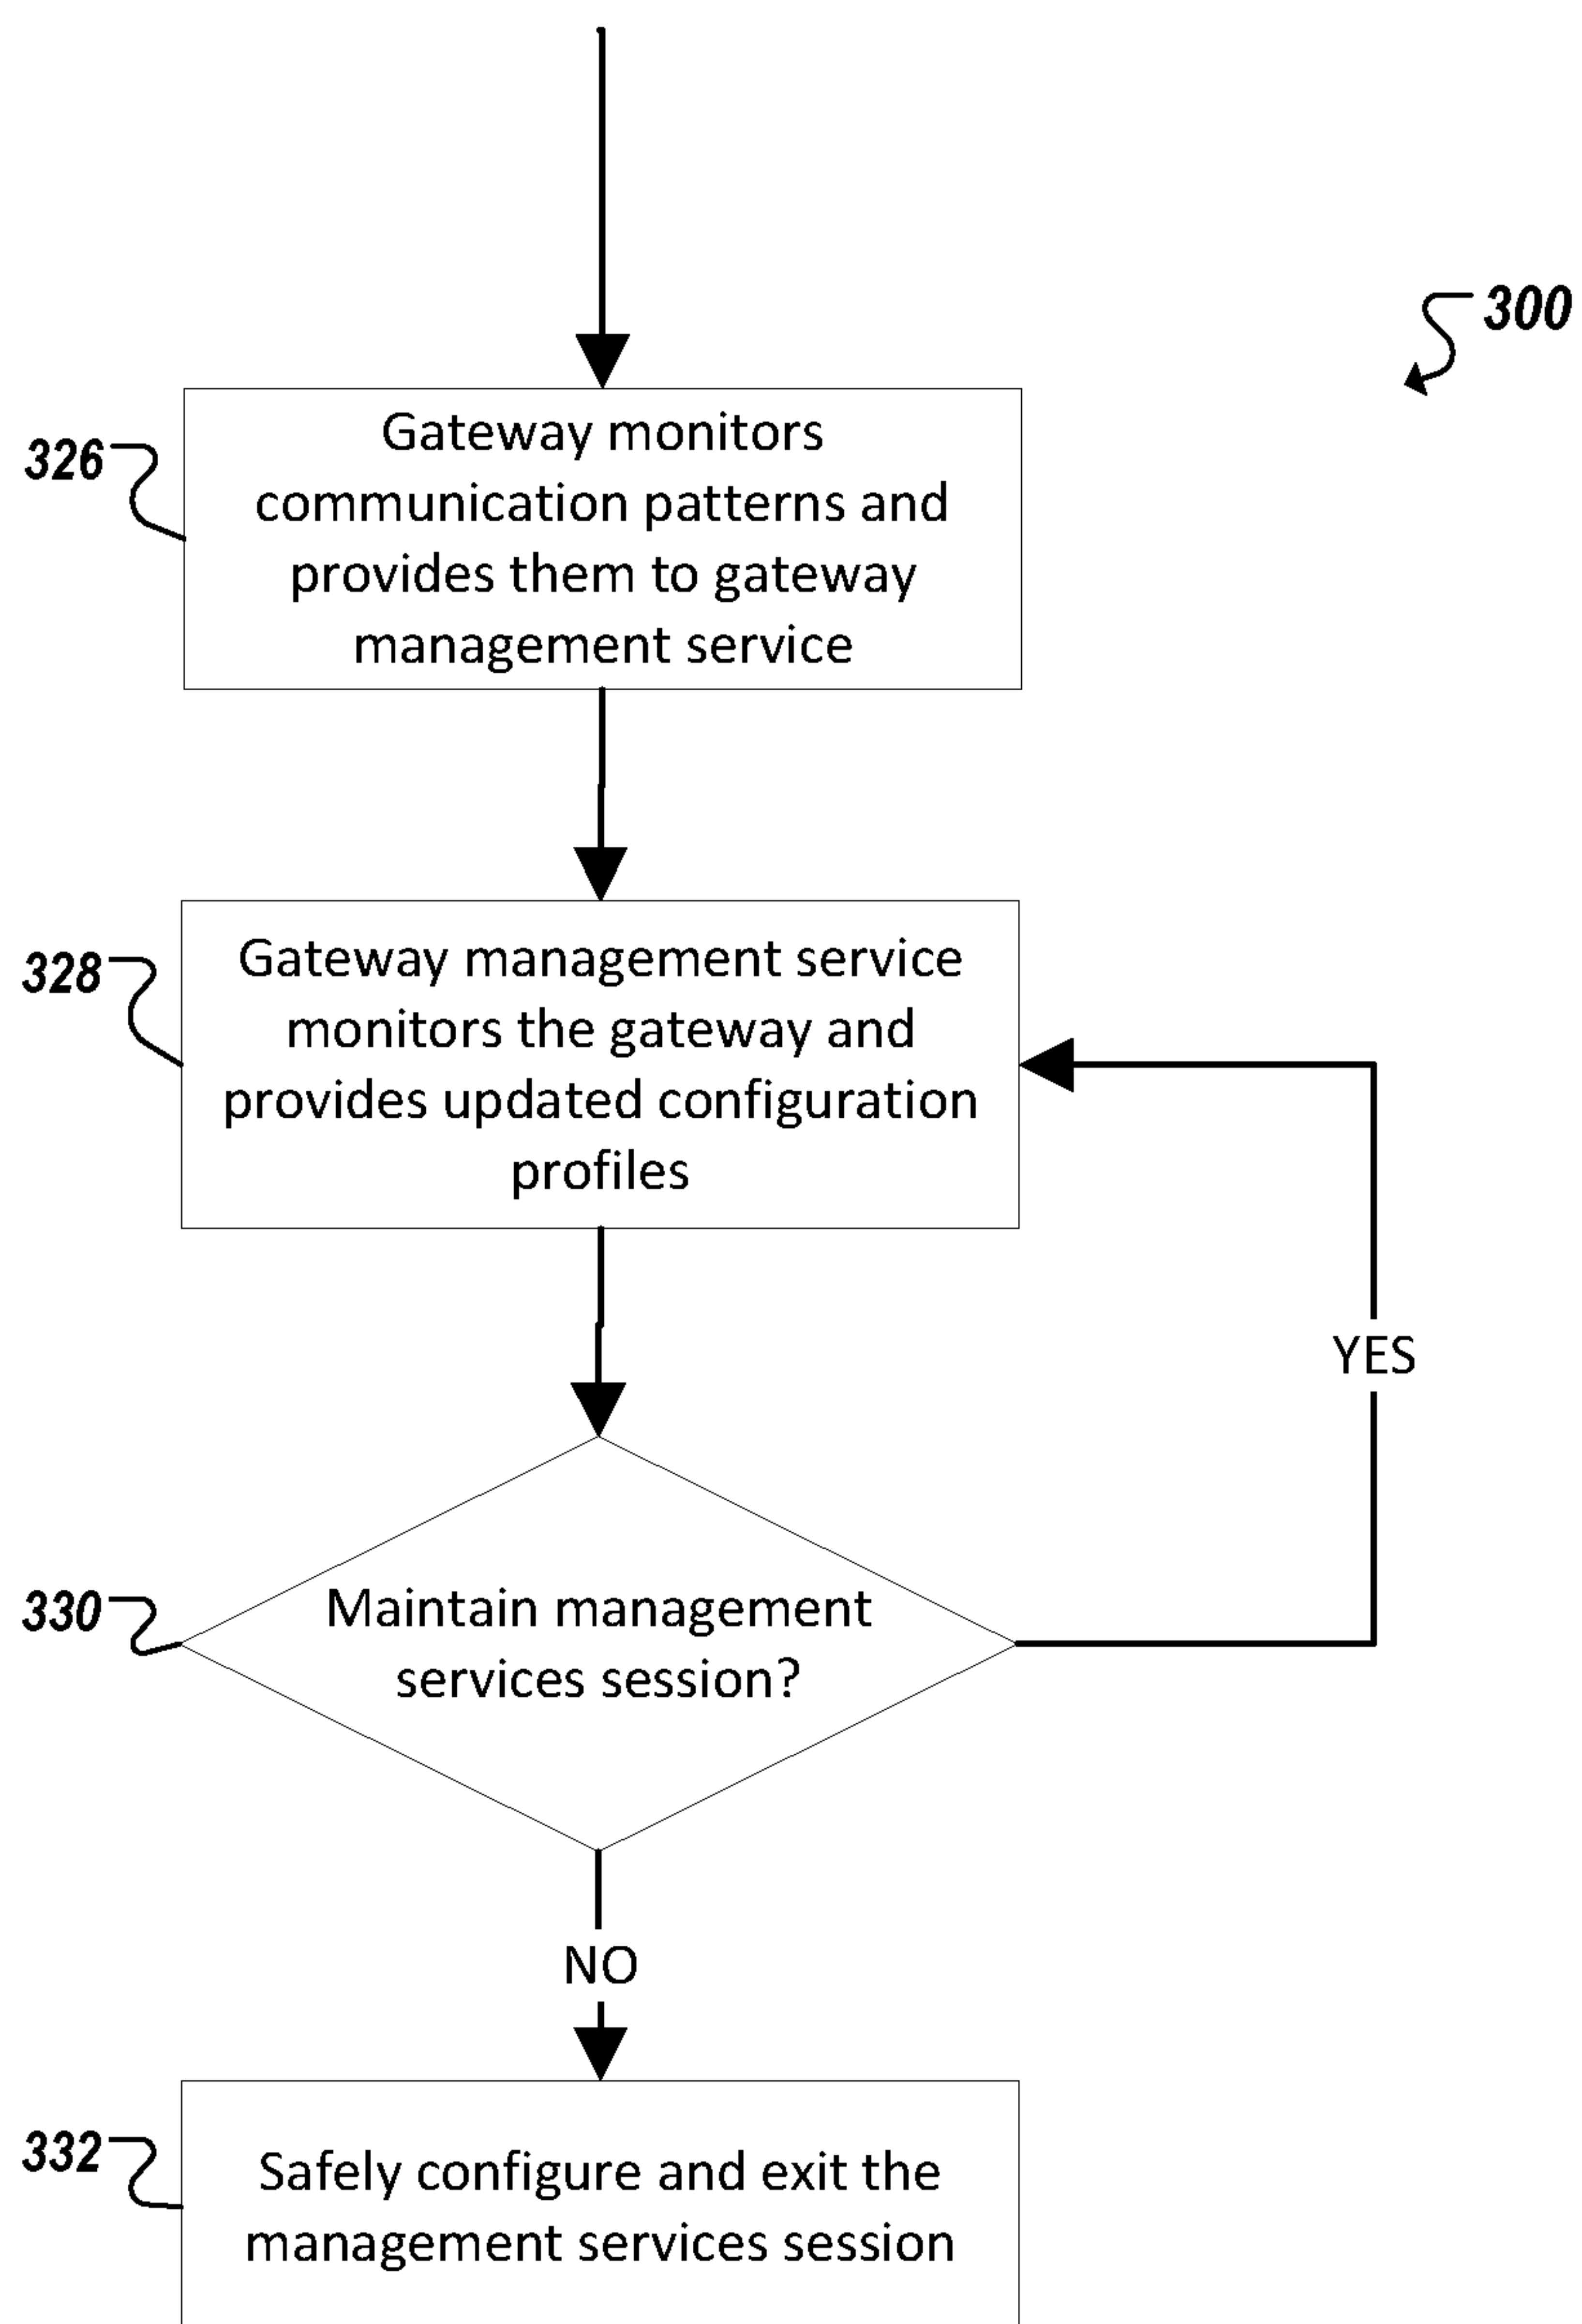 300
326
Gateway monitors
communication patterns and
provides them to gateway
management service
328
Gateway management service
monitors the gateway and
provides updated configuration
profiles
YES
330
Maintain management
services session?
NO
332
Safely configure and exit the
management services session